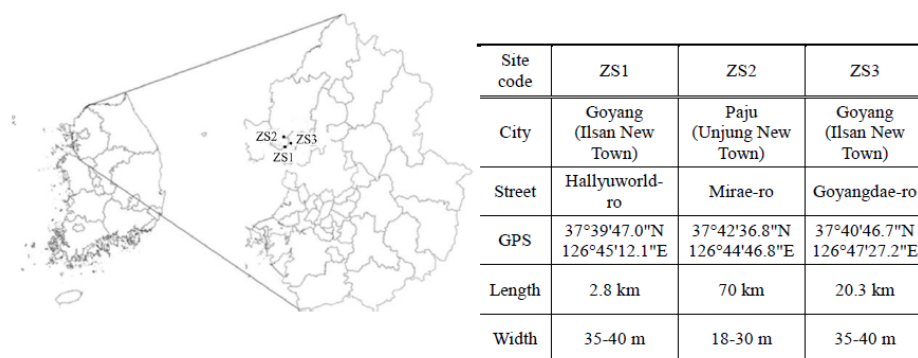 ZS2
ZS3
ZS1
Site code ZS1 ZS2 ZS3
City Goyang (Ilsan New Town) Paju (Unjung New Town) Goyang (Ilsan New Town)
Street Hallyuworld-ro Mirae-ro Goyangdae-ro
GPS 37°39'47.0"N 126°45'12.1"E 37°42'36.8"N 126°44'46.8"E 37°40'46.7"N 126°47'27.2"E
Length 2.8 km 70 km 20.3 km
Width 35-40 m 18-30 m 35-40 m